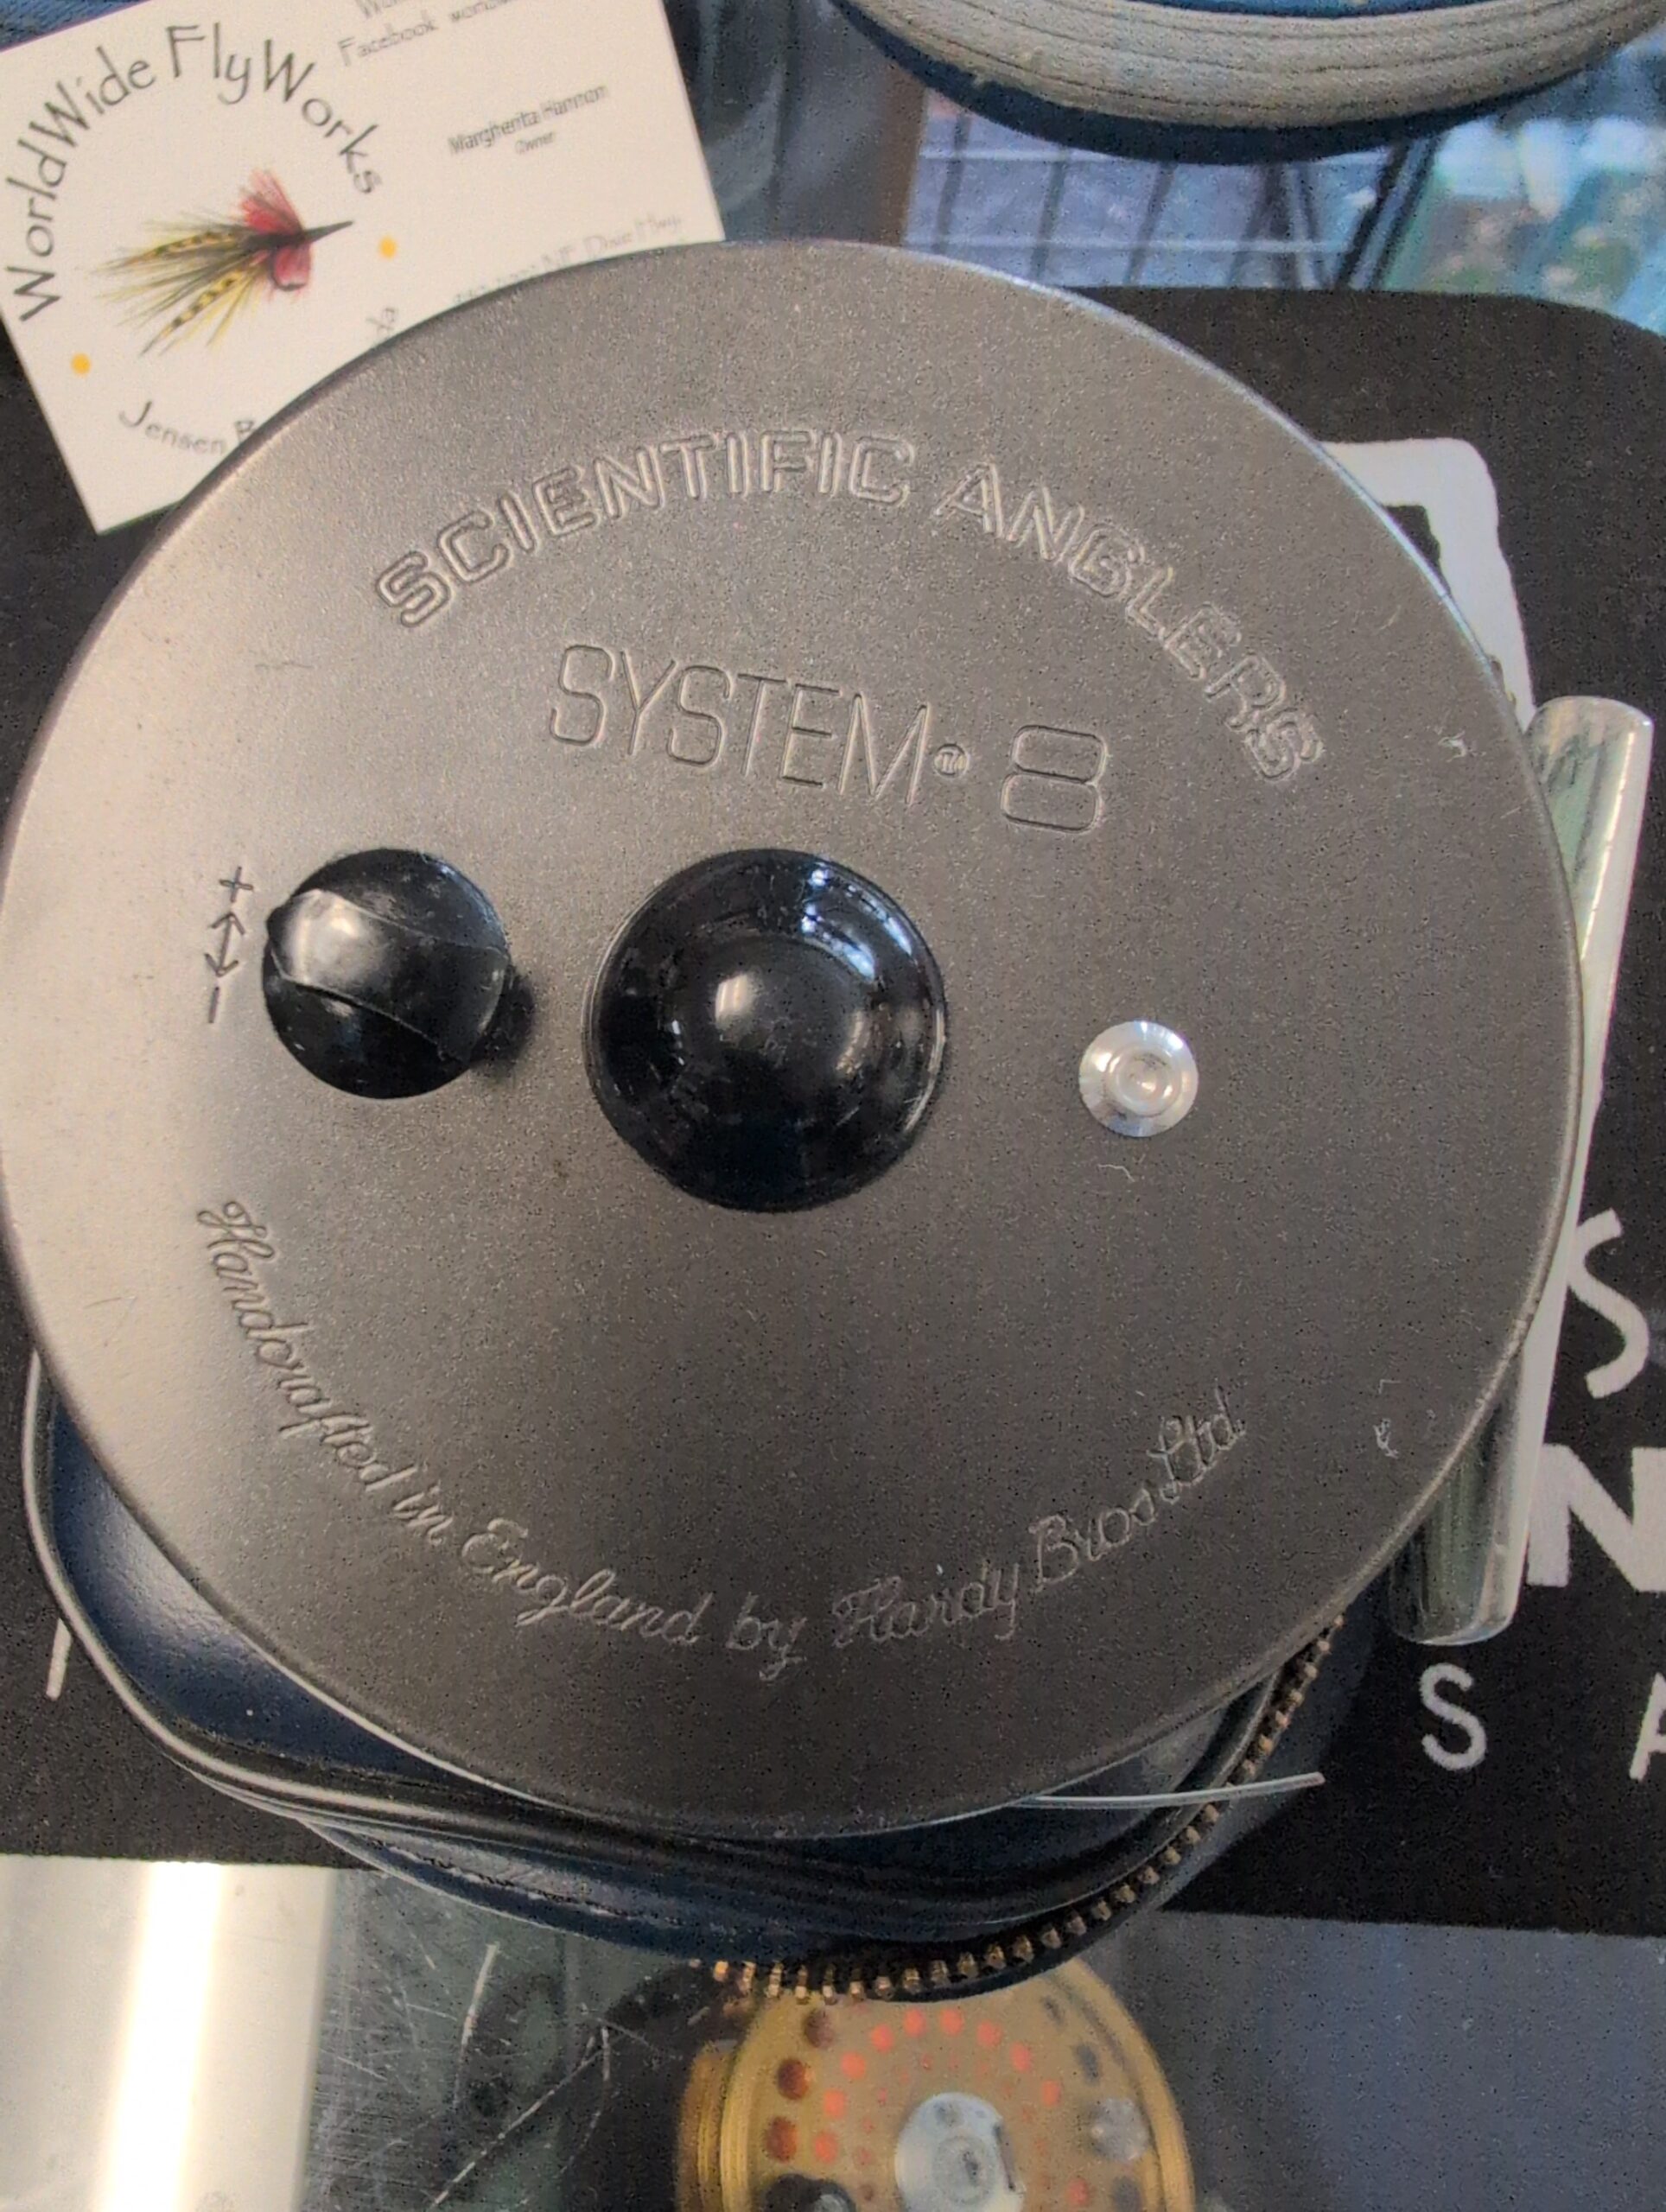 WorldWide FlyWorks
Facebook
Margherita Hannon
Owner
Jensen
SCIENTIFIC ANGLERS
SYSTEM 8
+
-
Handcrafted in England by Hardy Bros Ltd.
S
N
S